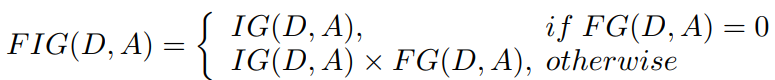 FIG(D, A) = { IG(D, A), if FG(D, A) = 0
IG(D, A) × FG(D, A), otherwise